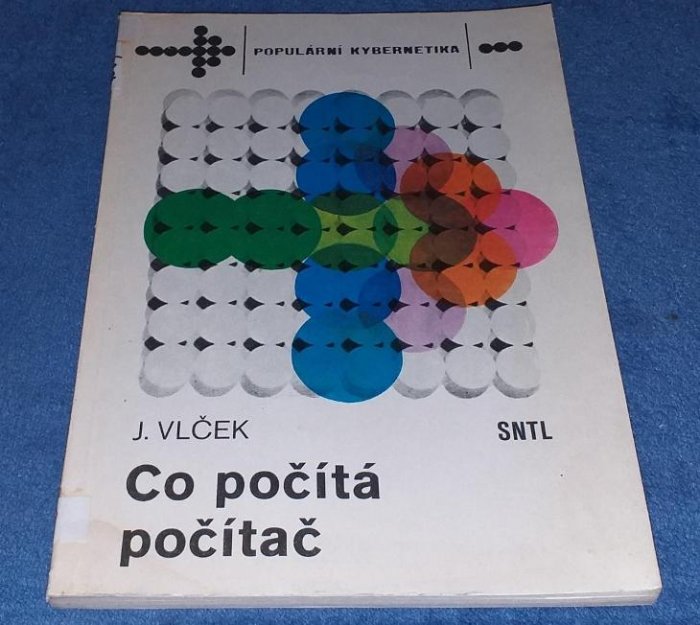 POPULÁRNÍ KYBERNETIKA
J. VLČEK
SNTL
Co počítá
počítač